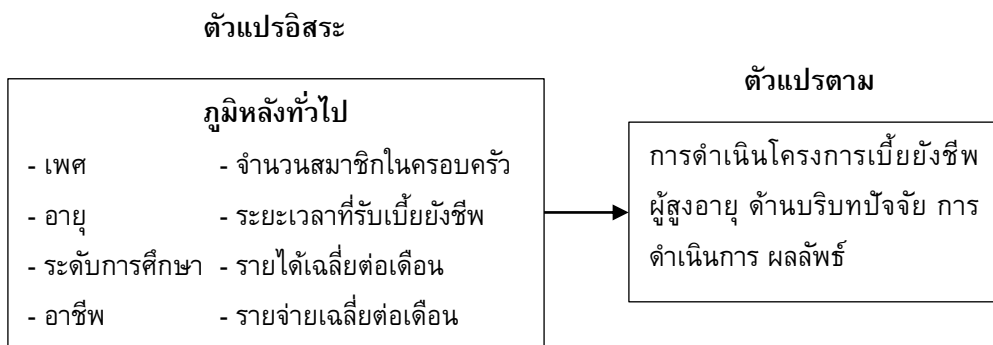 ตัวแปรอิสระ
ภูมิหลังทั่วไป
- เพศ - จำนวนสมาชิกในครอบครัว
- อายุ - ระยะเวลาที่รับเบี้ยยังชีพ
- ระดับการศึกษา - รายได้เฉลี่ยต่อเดือน
- อาชีพ - รายจ่ายเฉลี่ยต่อเดือน
ตัวแปรตาม
การดำเนินโครงการเบี้ยยังชีพ
ผู้สูงอายุ ด้านบริบทปัจจัย การ
ดำเนินการ ผลลัพธ์